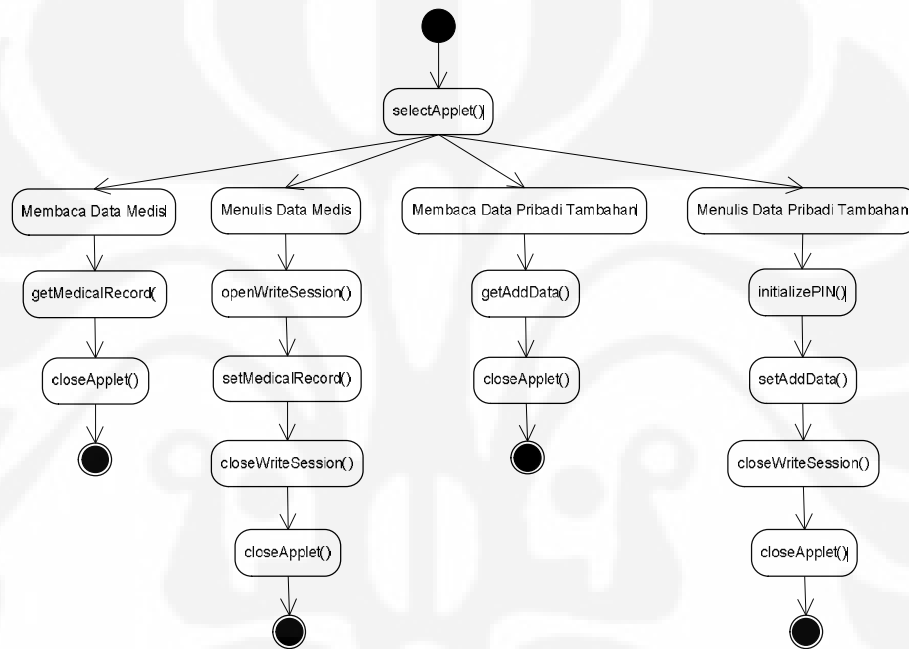 selectApplet()
Membaca Data Medis
Menulis Data Medis
Membaca Data Pribadi Tambahan
Menulis Data Pribadi Tambahan
getMedicalRecord(
openWriteSession()
getAddData()
initializePIN()
closeApplet()
setMedicalRecord()
closeApplet()
setAddData()
closeWriteSession()
closeWriteSession()
closeApplet()
closeApplet()